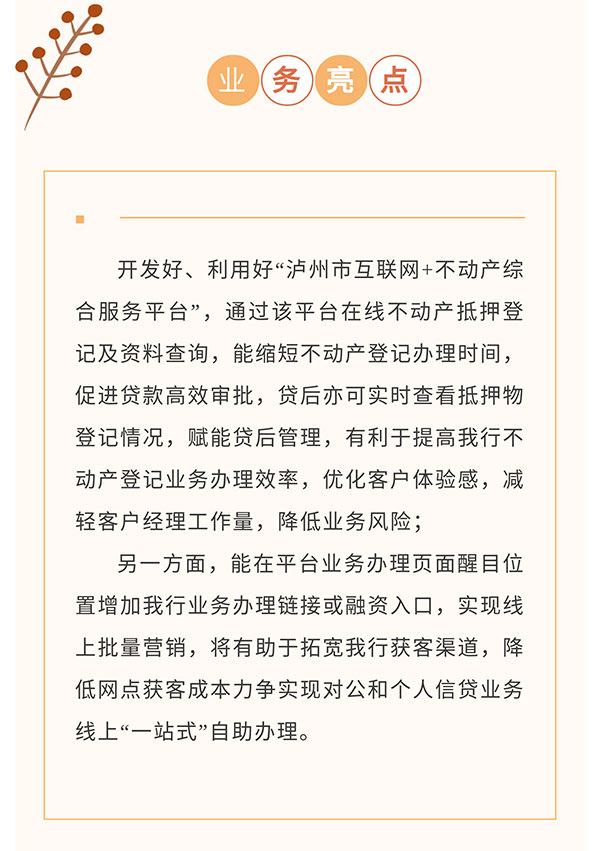 业务亮点
开发好、利用好“泸州市互联网+不动产综
合服务平台”，通过该平台在线不动产抵押登
记及资料查询，能缩短不动产登记办理时间，
促进贷款高效审批，贷后亦可实时查看抵押物
登记情况，赋能贷后管理，有利于提高我行不
动产登记业务办理效率，优化客户体验感，减
轻客户经理工作量，降低业务风险；
另一方面，能在平台业务办理页面醒目位
置增加我行业务办理链接或融资入口，实现线
上批量营销，将有助于拓宽我行获客渠道，降
低网点获客成本力争实现对公和个人信贷业务
线上“一站式”自助办理。